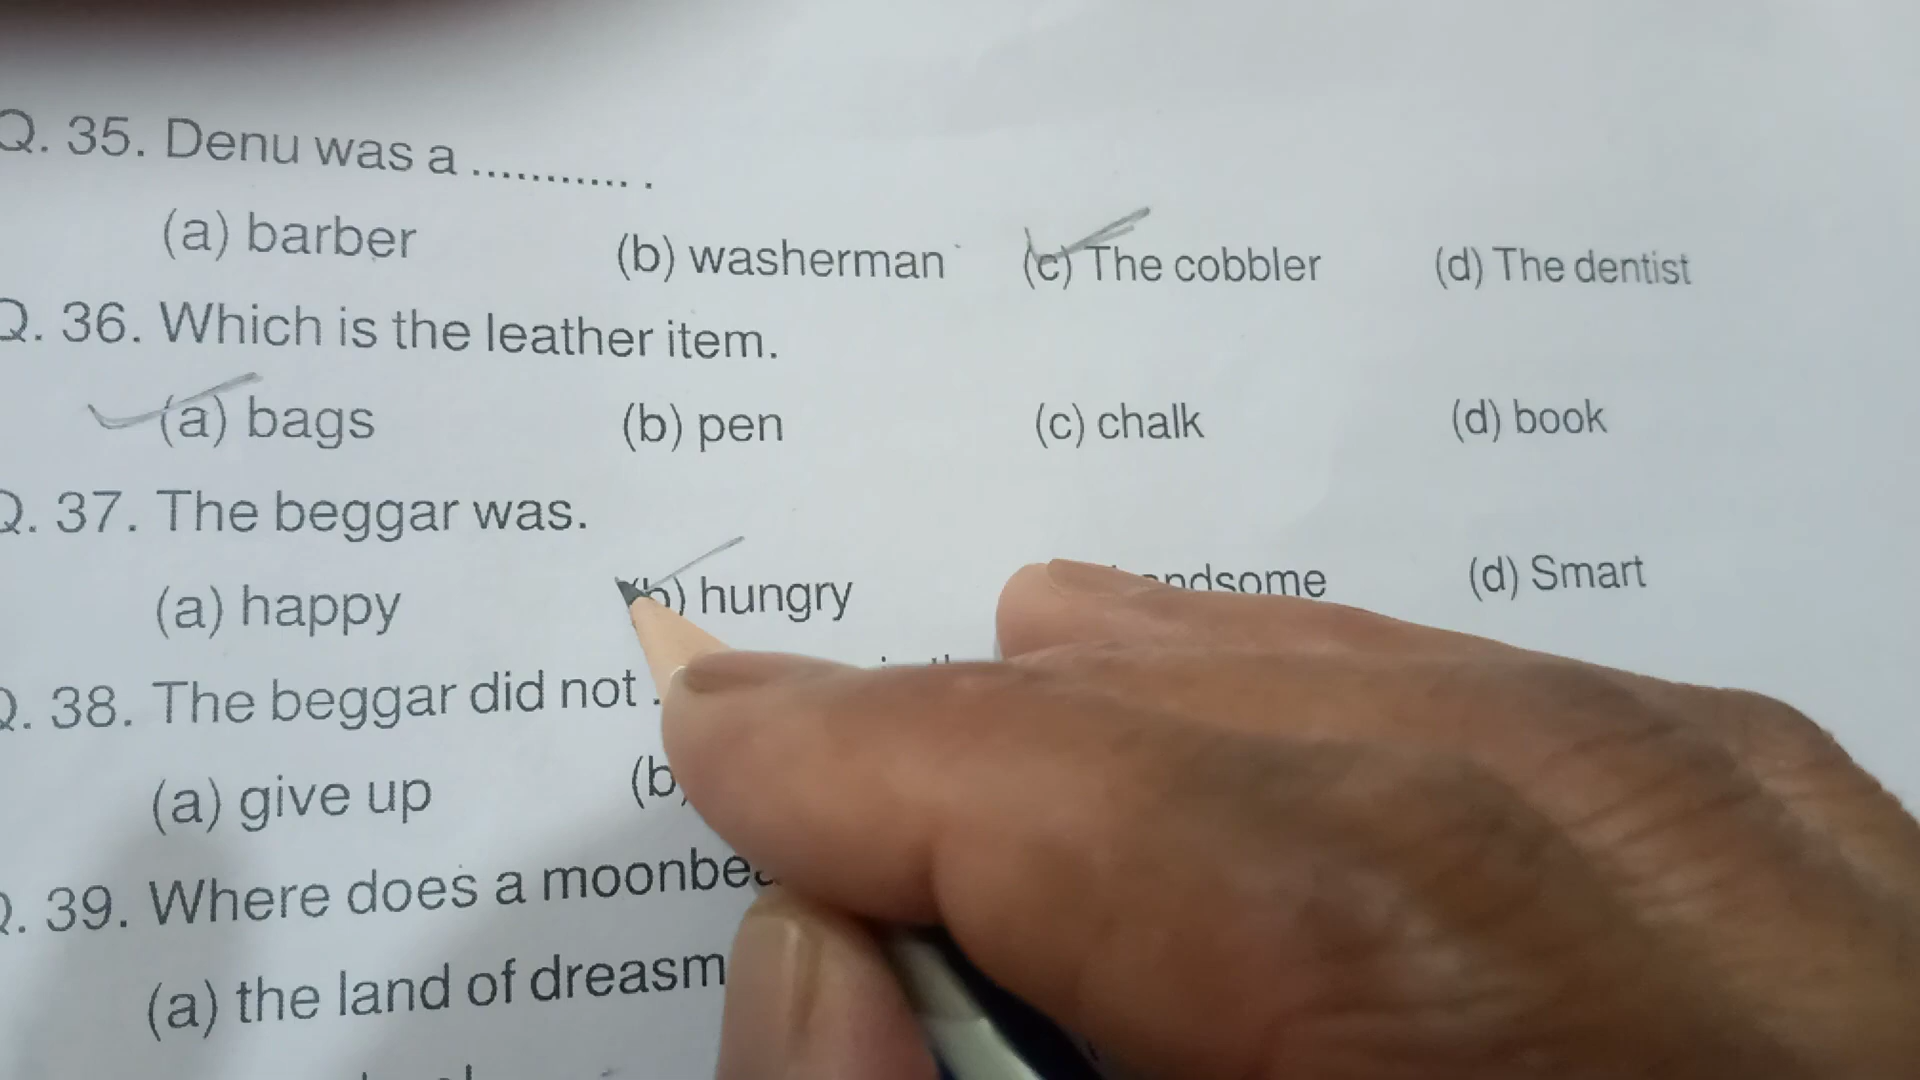 Q. 35. Denu was a ........... .
(a) barber (b) washerman (c) The cobbler (d) The dentist
Q. 36. Which is the leather item.
(a) bags (b) pen (c) chalk (d) book
Q. 37. The beggar was.
(a) happy (b) hungry (d) Smart
Q. 38. The beggar did not .
(a) give up (b)
Q. 39. Where does a
(a) the land of dreasm